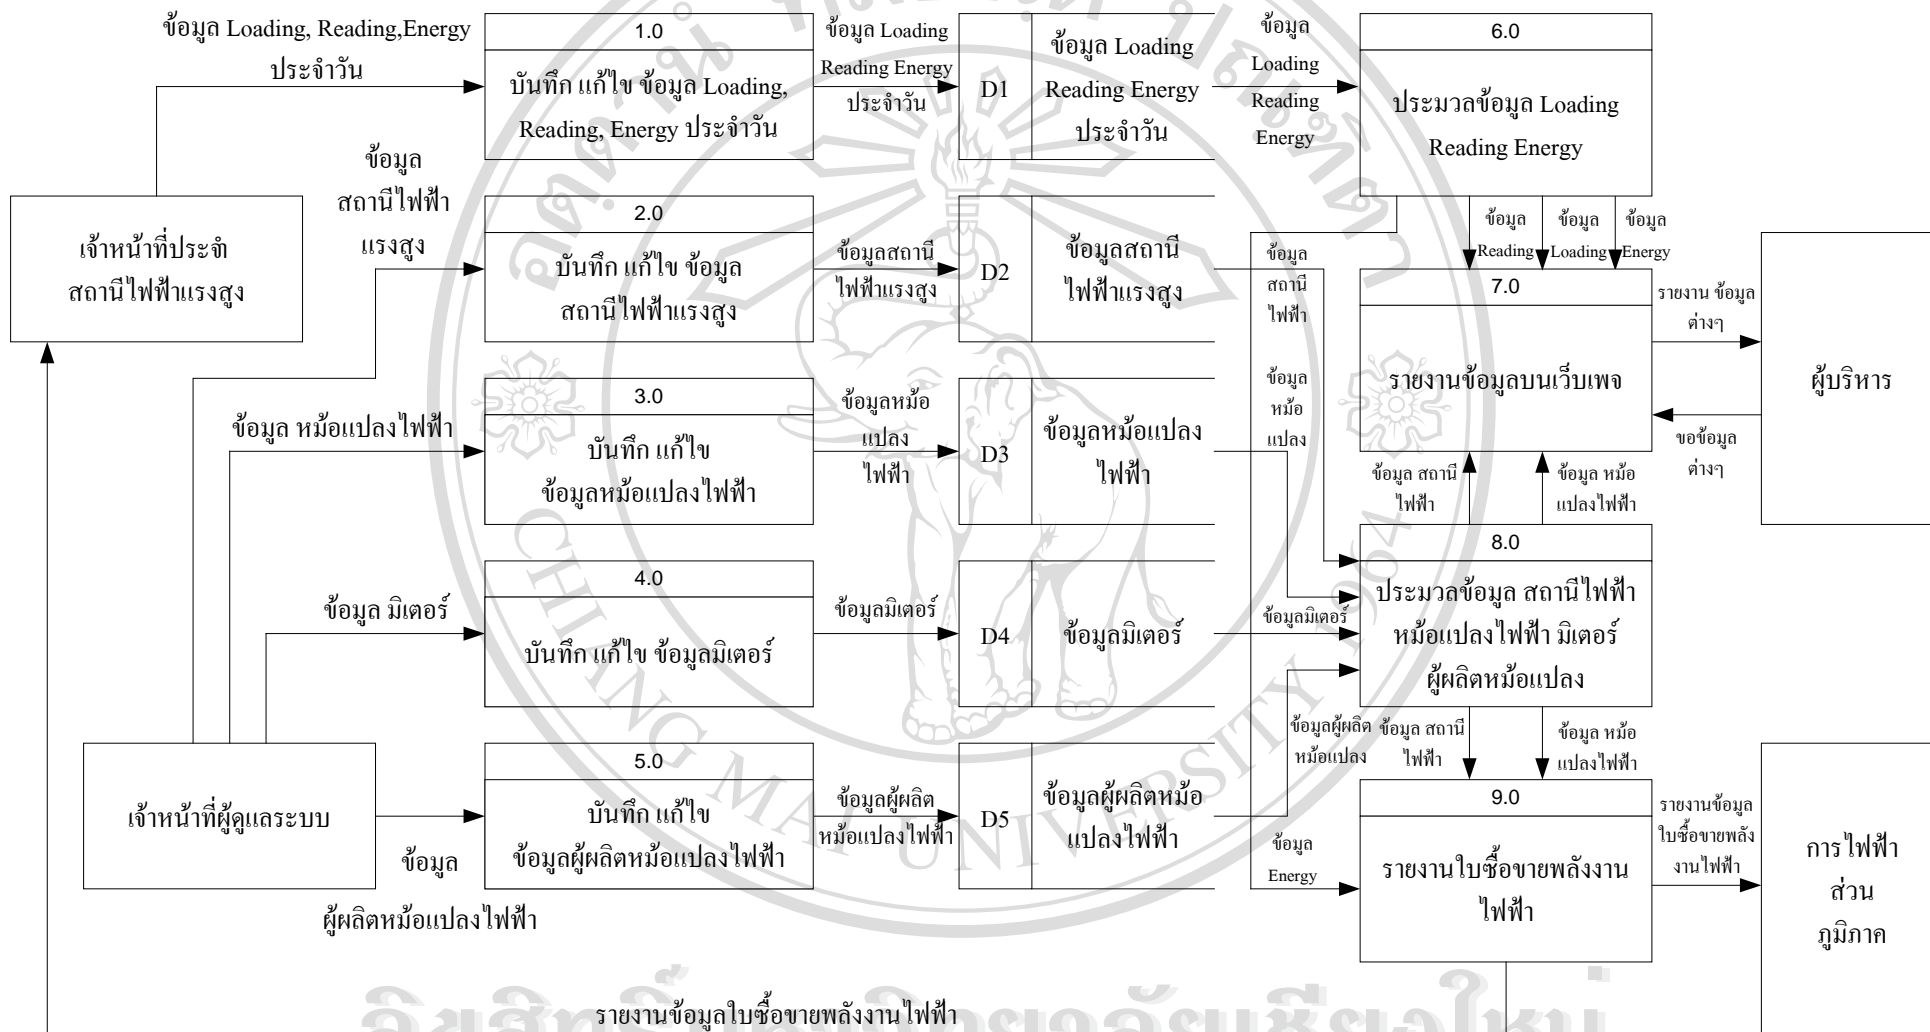 ข้อมูล Loading, Reading,Energy
ประจำวัน
1.0
บันทึก แก้ไข ข้อมูล Loading,
Reading, Energy ประจำวัน
ข้อมูล Loading
Reading Energy
ประจำวัน
D1
ข้อมูล Loading
Reading Energy
ประจำวัน
ข้อมูล
Loading
Reading
Energy
6.0
ประมวลข้อมูล Loading
Reading Energy
เจ้าหน้าที่ประจำ
สถานีไฟฟ้าแรงสูง
ข้อมูล
สถานีไฟฟ้า
แรงสูง
2.0
บันทึก แก้ไข ข้อมูล
สถานีไฟฟ้าแรงสูง
ข้อมูลสถานี
ไฟฟ้าแรงสูง
D2
ข้อมูลสถานี
ไฟฟ้าแรงสูง
ข้อมูล
สถานี
ไฟฟ้า
ข้อมูล
Reading
ข้อมูล
Loading
ข้อมูล
Energy
7.0
รายงานข้อมูลบนเว็บเพจ
รายงาน ข้อมูล
ต่างๆ
ผู้บริหาร
ขอข้อมูล
ต่างๆ
ข้อมูล หม้อแปลงไฟฟ้า
3.0
บันทึก แก้ไข
ข้อมูลหม้อแปลงไฟฟ้า
ข้อมูลหม้อ
แปลง
ไฟฟ้า
D3
ข้อมูลหม้อแปลง
ไฟฟ้า
ข้อมูล
หม้อ
แปลง
ข้อมูล สถานี
ไฟฟ้า
ข้อมูล หม้อ
แปลงไฟฟ้า
ข้อมูล มิเตอร์
4.0
บันทึก แก้ไข ข้อมูลมิเตอร์
ข้อมูลมิเตอร์
D4
ข้อมูลมิเตอร์
ข้อมูลมิเตอร์
8.0
ประมวลข้อมูล สถานีไฟฟ้า
หม้อแปลงไฟฟ้า มิเตอร์
ผู้ผลิตหม้อแปลง
เจ้าหน้าที่ผู้ดูแลระบบ
ข้อมูล
ผู้ผลิตหม้อแปลงไฟฟ้า
5.0
บันทึก แก้ไข
ข้อมูลผู้ผลิตหม้อแปลงไฟฟ้า
ข้อมูลผู้ผลิต
หม้อแปลงไฟฟ้า
D5
ข้อมูลผู้ผลิตหม้อ
แปลงไฟฟ้า
ข้อมูลผู้ผลิต
หม้อแปลง
ข้อมูล สถานี
ไฟฟ้า
ข้อมูล หม้อ
แปลงไฟฟ้า
ข้อมูล
Energy
9.0
รายงานใบซื้อขายพลังงาน
ไฟฟ้า
รายงานข้อมูล
ใบซื้อขายพลัง
งานไฟฟ้า
การไฟฟ้า
ส่วน
ภูมิภาค
รายงานข้อมูลใบซื้อขายพลังงานไฟฟ้า
CHIANG MAI UNIVERSITY 1964